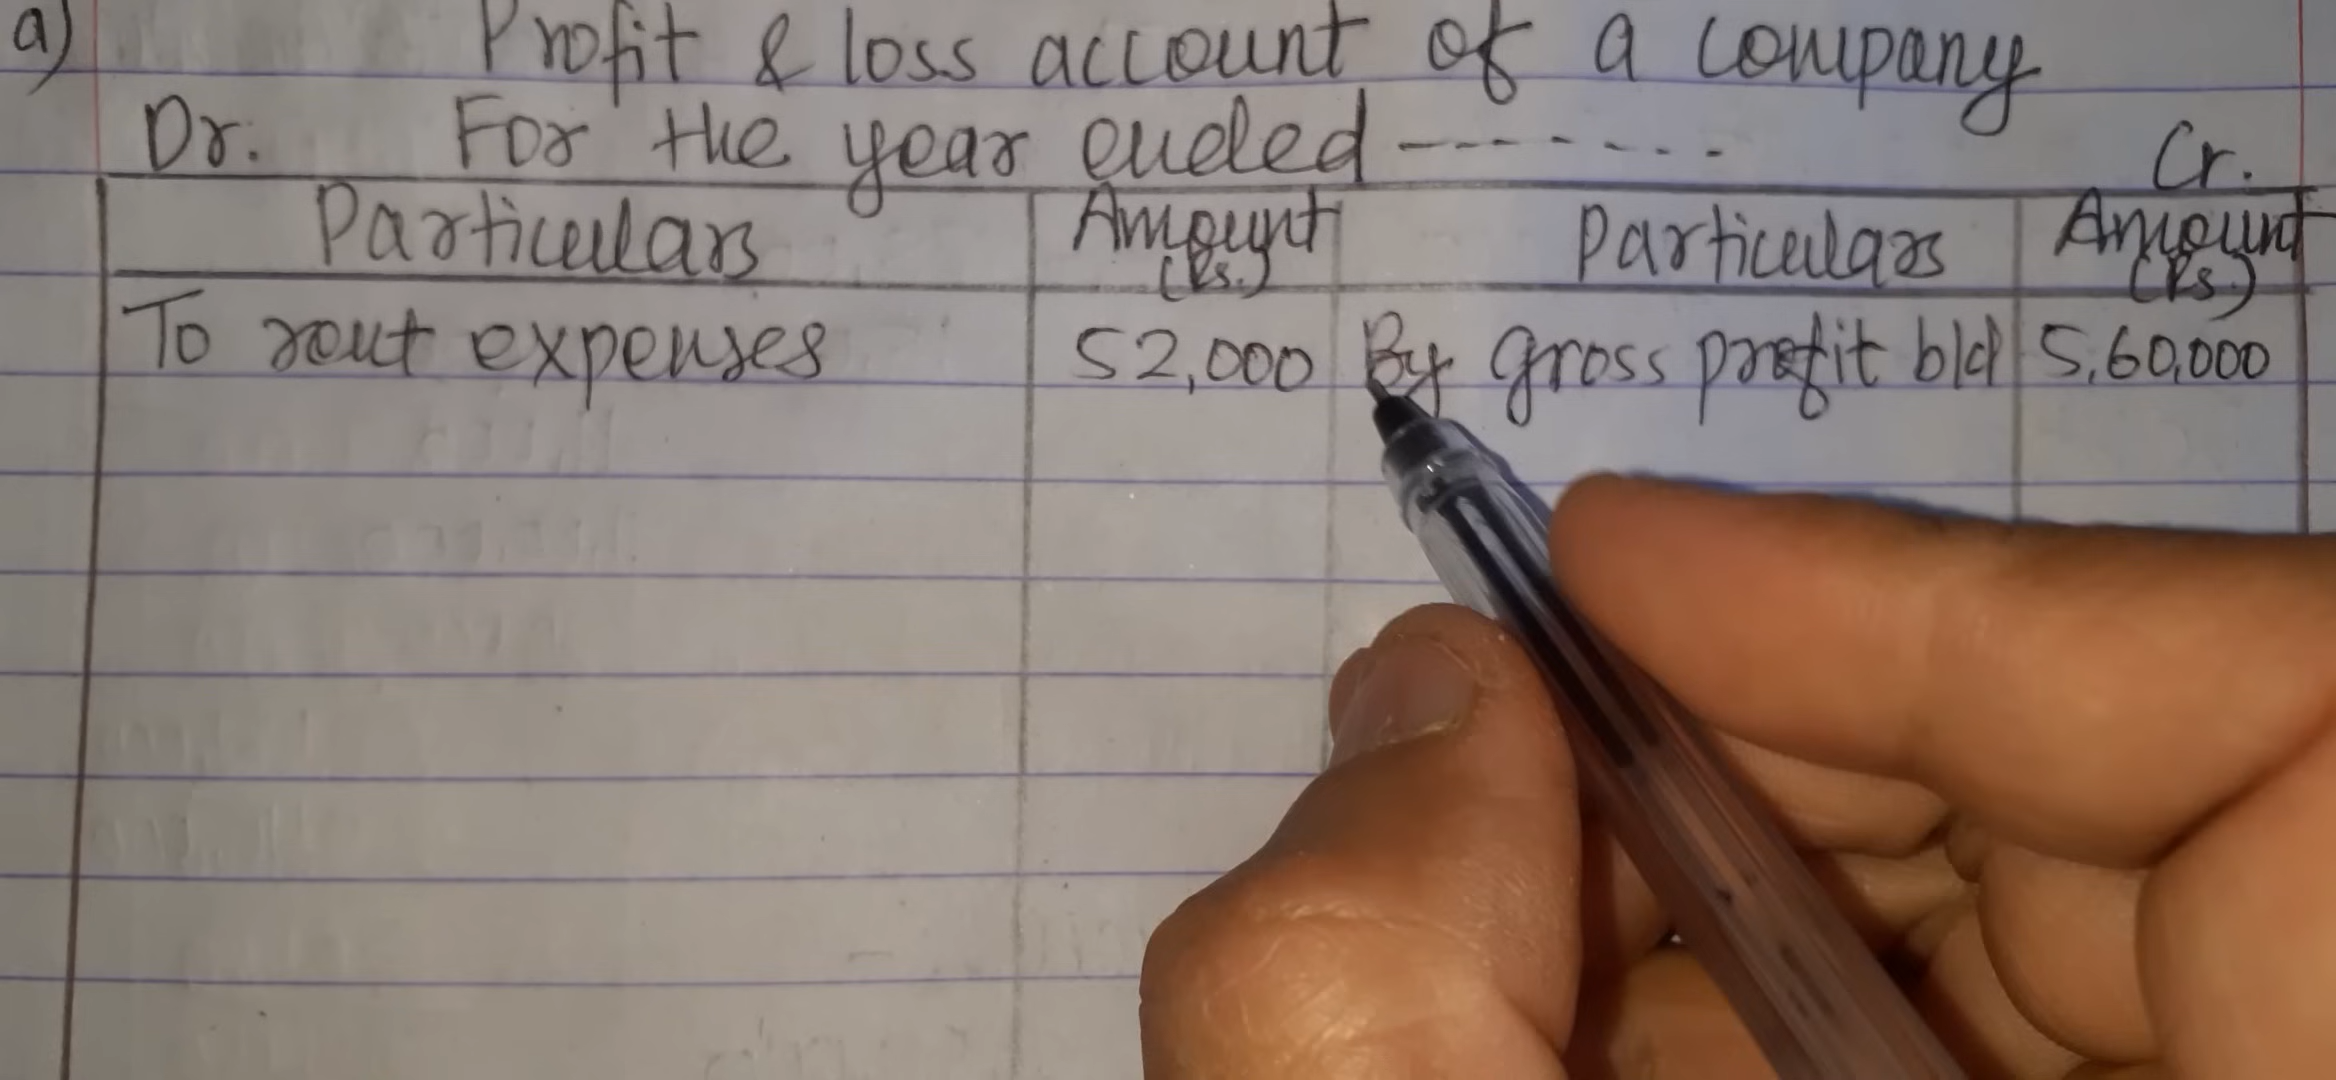 a) Profit & loss account of a company
Dr. For the year ended -------- Cr.
Particulars Amount (Rs.) Particulars Amount (Rs.)
To rent expenses 52,000 By gross profit b/d 5,60,000